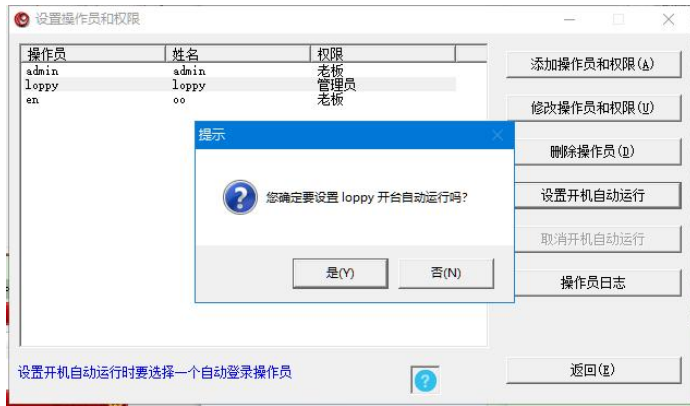 设置操作员和权限
操作员 姓名 权限
admin admin 老板
loppy loppy 管理员
en oo 老板
添加操作员和权限(A)
修改操作员和权限(U)
删除操作员(D)
设置开机自动运行
取消开机自动运行
操作员日志
返回(E)
提示
您确定要设置 loppy 开台自动运行吗?
是(Y) 否(N)
设置开机自动运行时要选择一个自动登录操作员
?